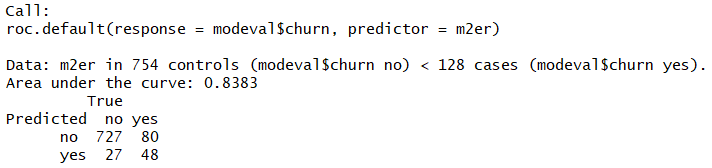 Call:
roc.default(response = modeval$churn, predictor = m2er)
Data: m2er in 754 controls (modeval$churn no) < 128 cases (modeval$churn yes).
Area under the curve: 0.8383
True
Predicted no yes
no 727 80
yes 27 48